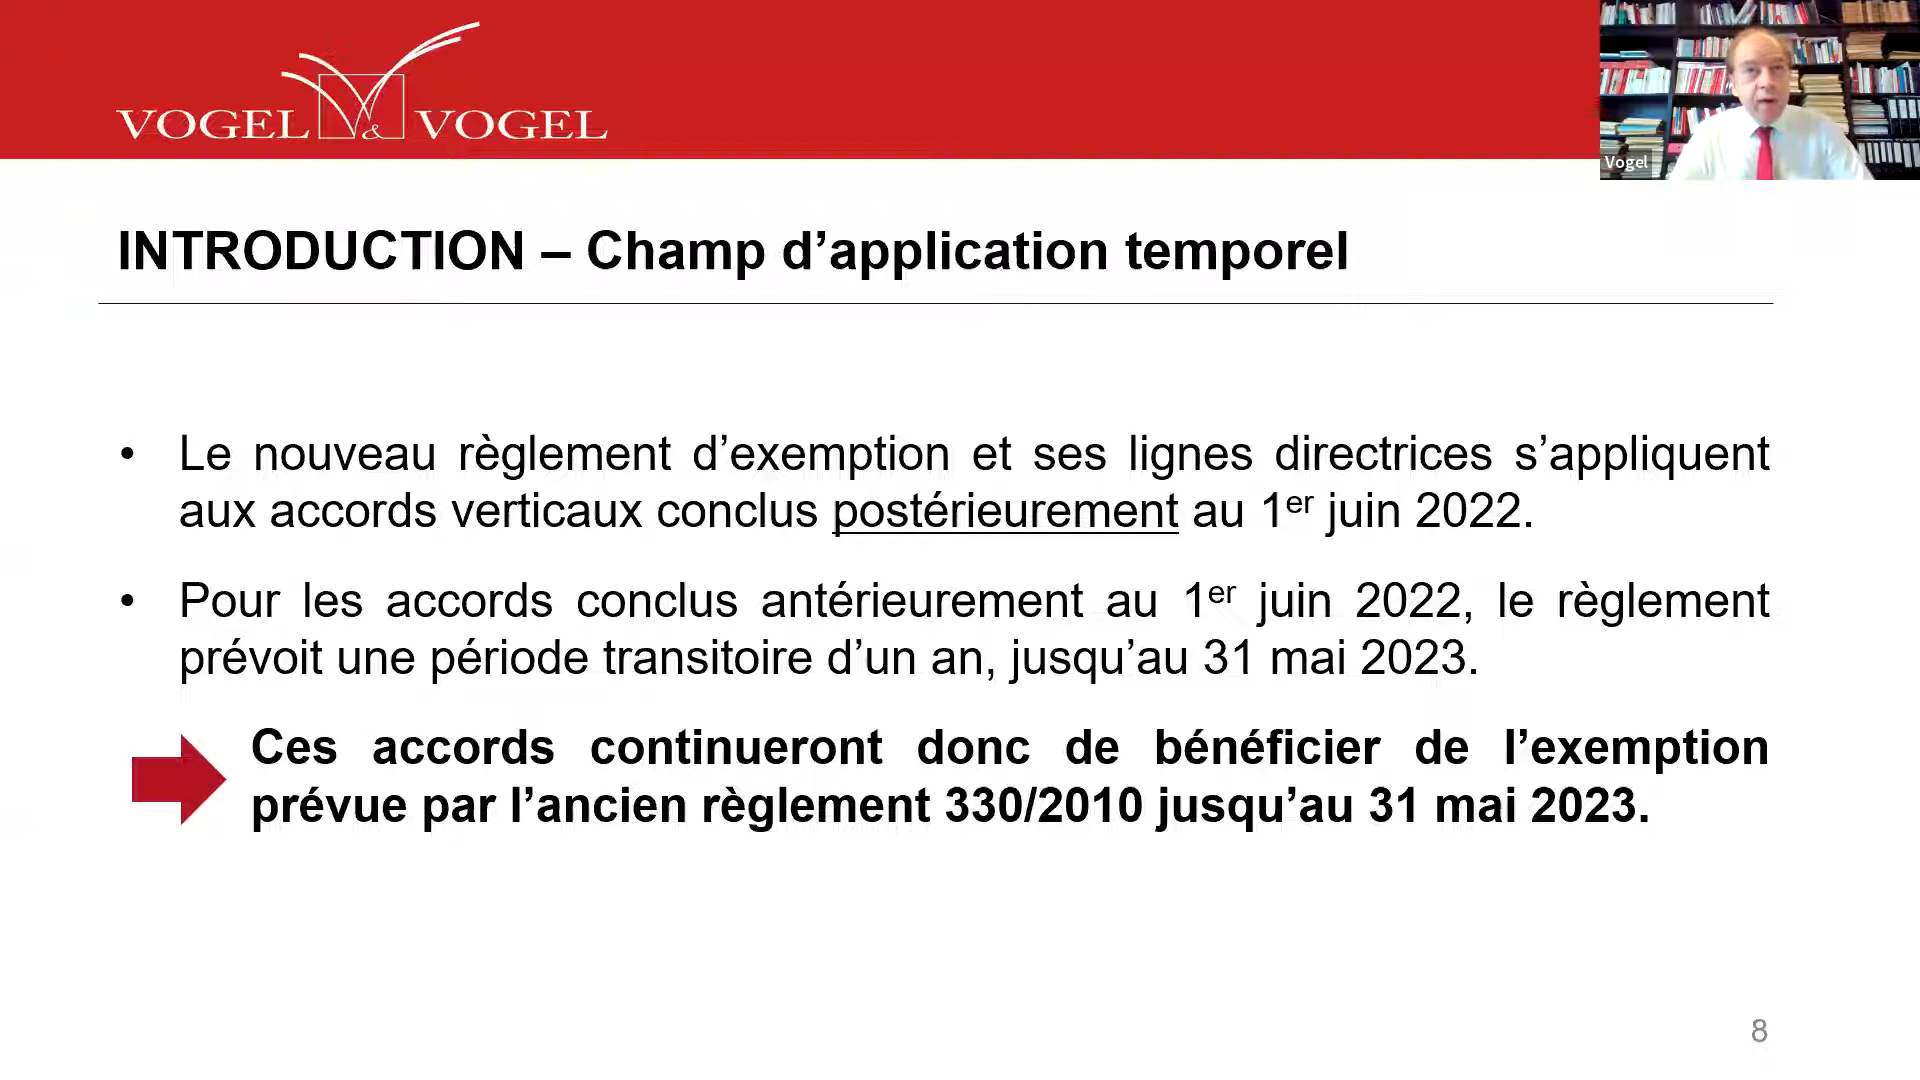 VOGEL & VOGEL
Vogel
INTRODUCTION – Champ d’application temporel
• Le nouveau règlement d’exemption et ses lignes directrices s’appliquent
aux accords verticaux conclus postérieurement au 1er juin 2022.
• Pour les accords conclus antérieurement au 1er juin 2022, le règlement
prévoit une période transitoire d’un an, jusqu’au 31 mai 2023.
Ces accords continueront donc de bénéficier de l’exemption
prévue par l’ancien règlement 330/2010 jusqu’au 31 mai 2023.
8